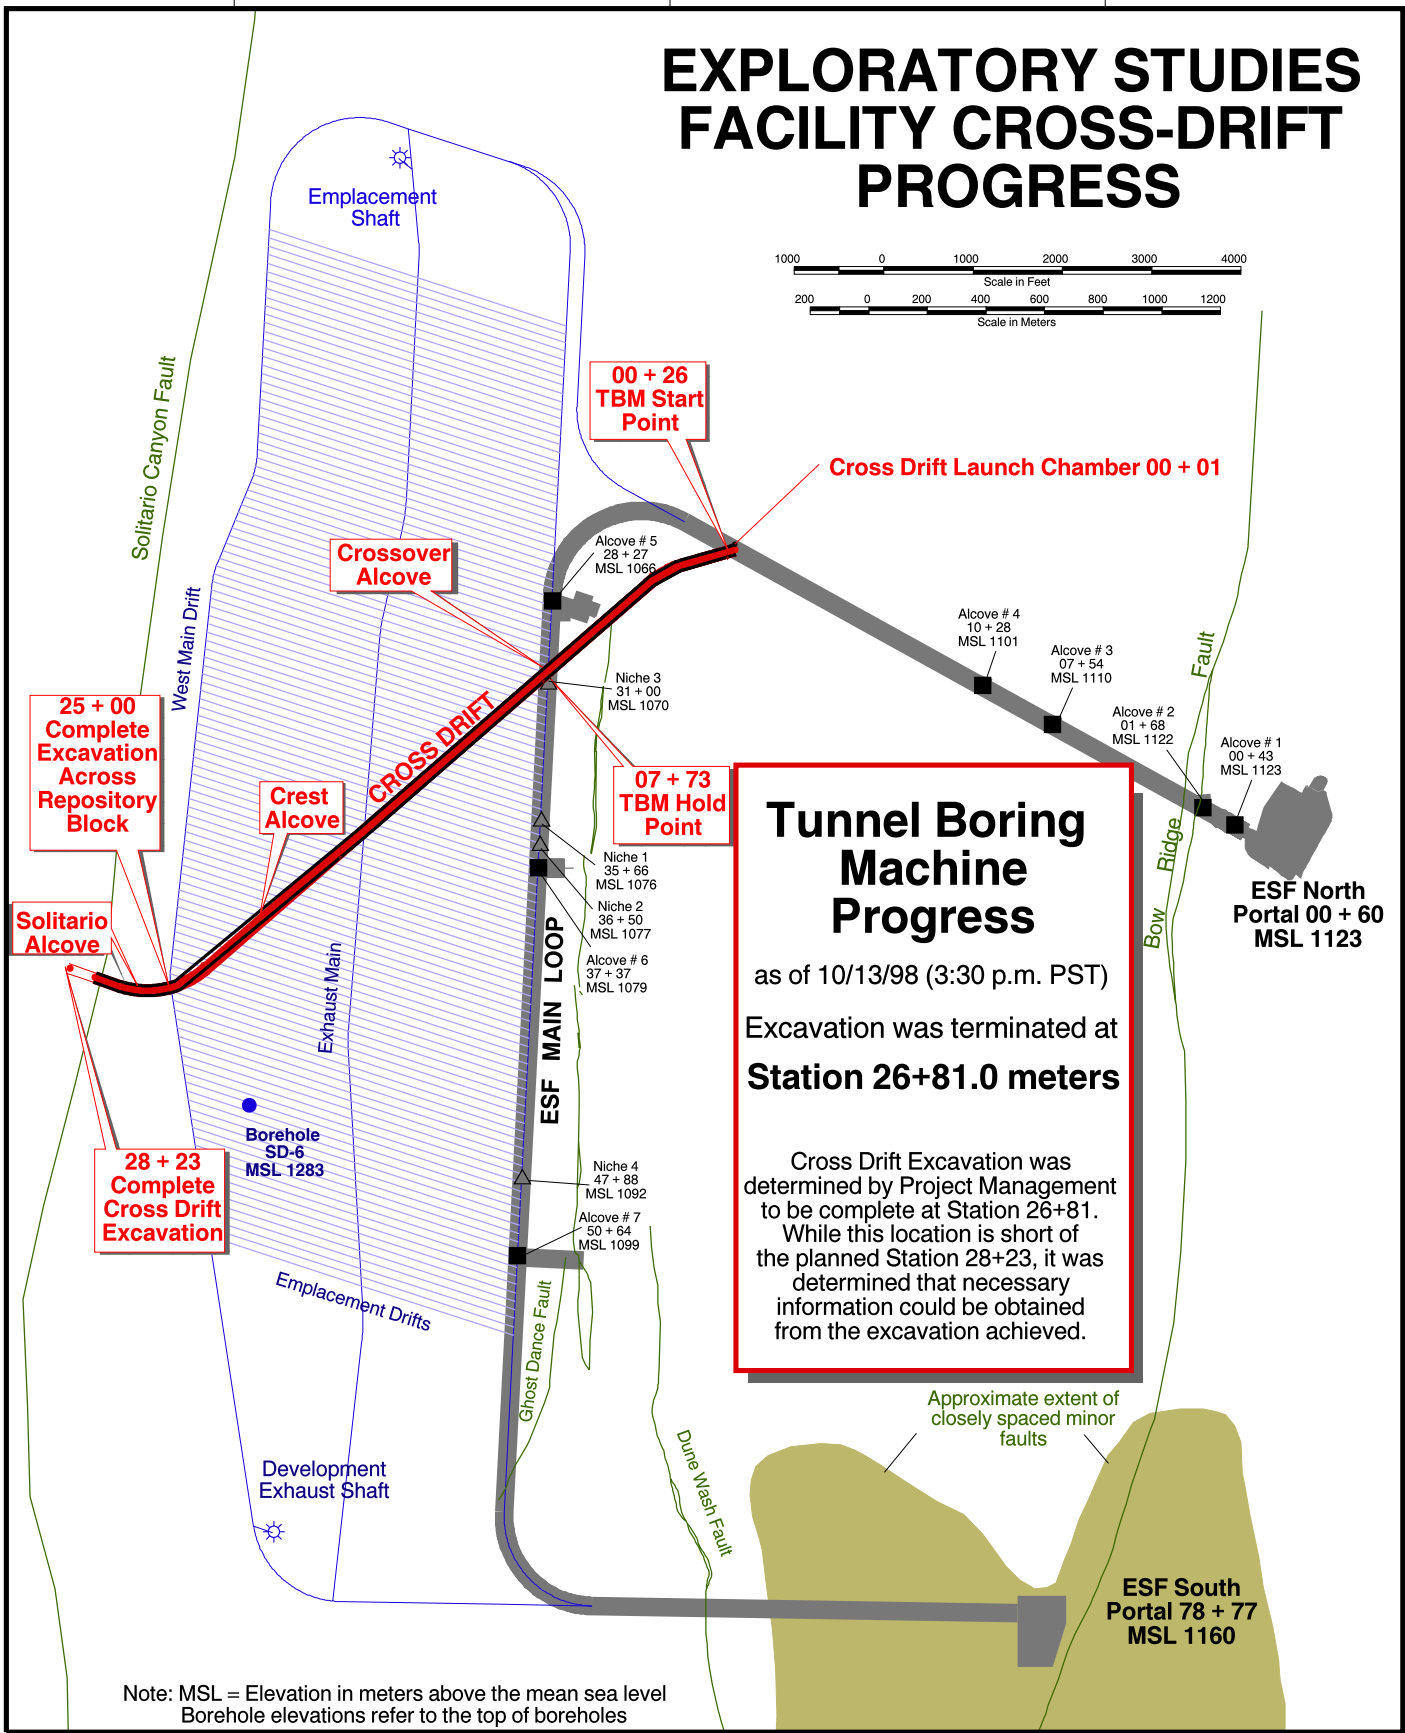 EXPLORATORY STUDIES
FACILITY CROSS-DRIFT
PROGRESS
1000 0 1000 2000 3000 4000
Scale in Feet
200 0 200 400 600 800 1000 1200
Scale in Meters
Emplacement
Shaft
Solitario Canyon Fault
West Main Drift
00 + 26
TBM Start
Point
Cross Drift Launch Chamber 00 + 01
Crossover
Alcove
Alcove # 5
28 + 27
MSL 1066
Alcove # 4
10 + 28
MSL 1101
Alcove # 3
07 + 54
MSL 1110
Alcove # 2
01 + 68
MSL 1122
Alcove # 1
00 + 43
MSL 1123
Bow Ridge Fault
ESF North
Portal 00 + 60
MSL 1123
Niche 3
31 + 00
MSL 1070
CROSS DRIFT
25 + 00
Complete
Excavation
Across
Repository
Block
Crest
Alcove
07 + 73
TBM Hold
Point
Niche 1
35 + 66
MSL 1076
Niche 2
36 + 50
MSL 1077
Alcove # 6
37 + 37
MSL 1079
Solitario
Alcove
Exhaust Main
ESF MAIN LOOP
Tunnel Boring
Machine
Progress
as of 10/13/98 (3:30 p.m. PST)
Excavation was terminated at
Station 26+81.0 meters
Cross Drift Excavation was
determined by Project Management
to be complete at Station 26+81.
While this location is short of
the planned Station 28+23, it was
determined that necessary
information could be obtained
from the excavation achieved.
Borehole
SD-6
MSL 1283
28 + 23
Complete
Cross Drift
Excavation
Niche 4
47 + 88
MSL 1092
Alcove # 7
50 + 64
MSL 1099
Emplacement Drifts
Ghost Dance Fault
Dune Wash Fault
Approximate extent of
closely spaced minor
faults
Development
Exhaust Shaft
ESF South
Portal 78 + 77
MSL 1160
Note: MSL = Elevation in meters above the mean sea level
Borehole elevations refer to the top of boreholes